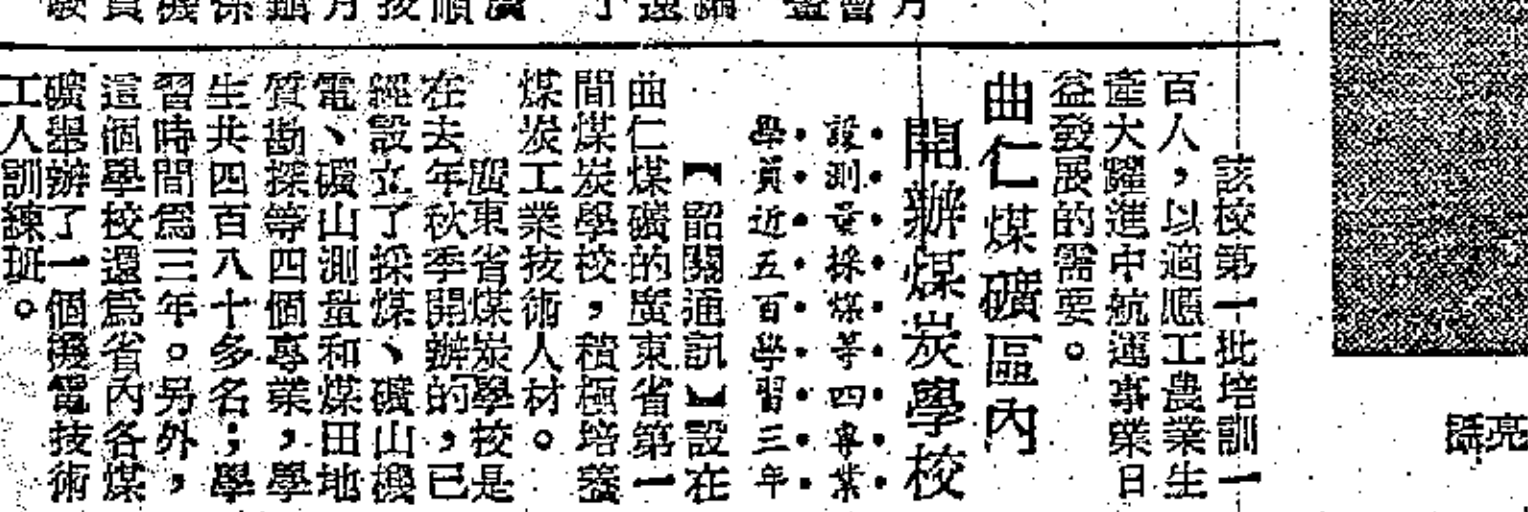 該校第一批培訓一
百人，以適應工農業生
產大躍進中航運事業日
益發展的需要。
曲仁煤礦區內
開辦煤炭學校
設測量採煤等四專業
學員近五百學習三年
【韶關通訊】設在
曲仁煤礦的廣東省第一
間煤炭學校，積極培養
煤炭工業技術人材。
廣東省煤炭學校是
在去年秋季開辦的，已
經設立了採煤、礦山機
電、礦山測量和煤田地
質勘探等四個專業，學
生共四百八十多名；學
習時間爲三年。另外，
這個學校還爲省內各煤
礦舉辦了一個機電技術
工人訓練班。